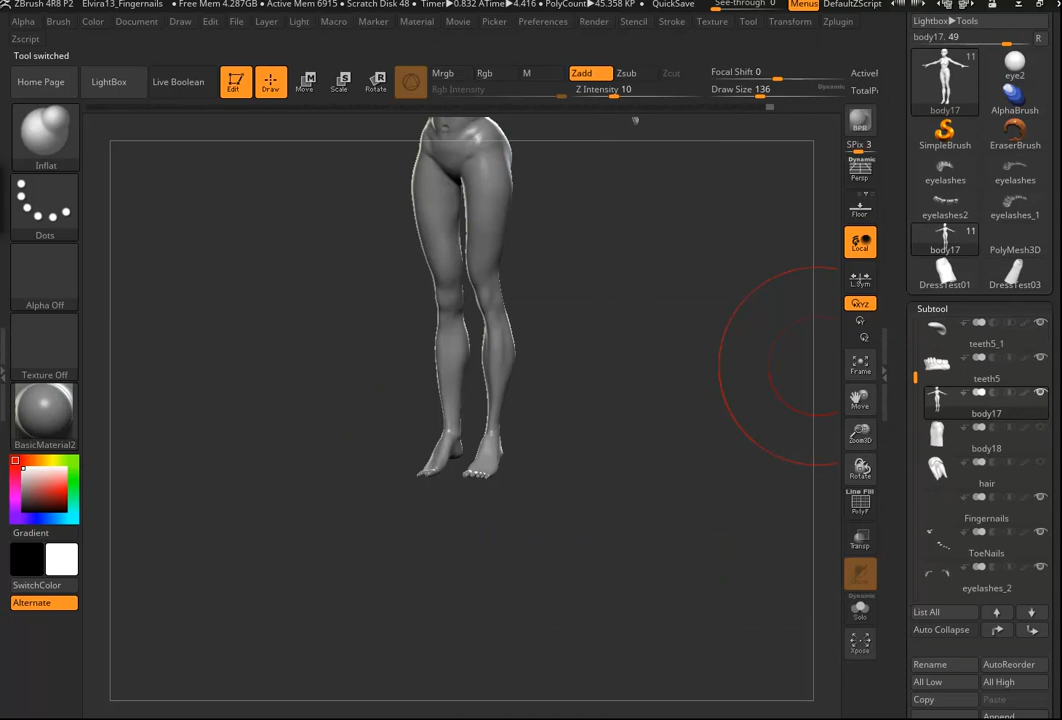 ZBrush 4R8 P2 Elvira13_Fingernails • Free Mem 4.287GB • Active Mem 6915 • Scratch Disk 48 • Timer▶0.832 ATime▶4.416 • PolyCount▶45.358 KP • QuickSave See-through 0 Menus DefaultZScript
Alpha Brush Color Document Draw Edit File Layer Light Macro Marker Material Movie Picker Preferences Render Stencil Stroke Texture Tool Transform Zplugin
Zscript
Tool switched
Home Page LightBox Live Boolean Edit Draw Move Scale Rotate
Mrgb Rgb M Zadd Zsub Zcut Focal Shift 0 ActiveI
Rgb Intensity Z Intensity 10 Draw Size 136 Dynamic TotalPo
Inflat
Dots
Alpha Off
Texture Off
BasicMaterial2
Gradient
SwitchColor
Alternate
BPR
SPix 3
Dynamic
Persp
Floor
Local
L.Sym
XYZ
Frame
Move
Zoom3D
Rotate
Line Fill
PolyF
Transp
Dynamic
Solo
Xpose
Lightbox▶Tools
body17. 49 R
11
body17
eye2
AlphaBrush
SimpleBrush EraserBrush
eyelashes eyelashes
eyelashes2 eyelashes_1
11
body17 PolyMesh3D
DressTest01 DressTest03
Subtool
teeth5_1
teeth5
body17
body18
hair
Fingernails
ToeNails
eyelashes_2
List All
Auto Collapse
Rename AutoReorder
All Low All High
Copy Paste
Append